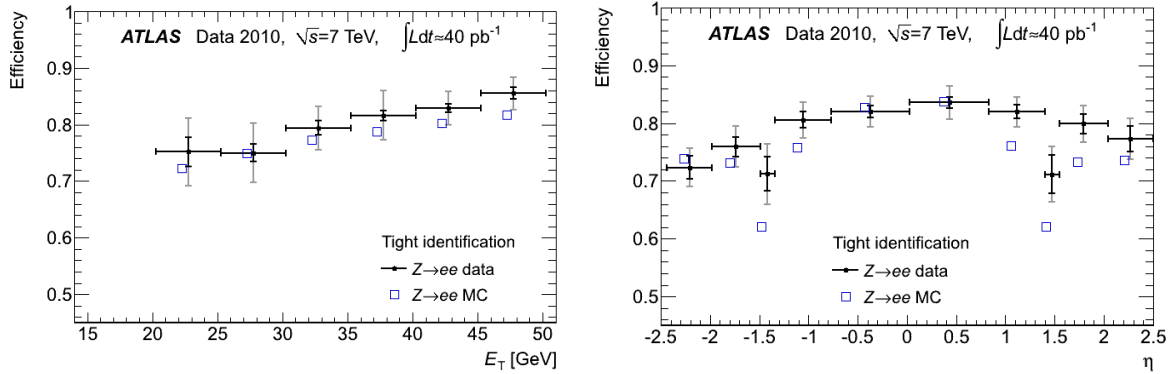 ATLAS Data 2010, √s=7 TeV, ∫Ldt≈40 pb⁻¹
Efficiency
1
0.9
0.8
0.7
0.6
0.5
Tight identification
Z→ee data
Z→ee MC
15 20 25 30 35 40 45 50
E_T [GeV]
ATLAS Data 2010, √s=7 TeV, ∫Ldt≈40 pb⁻¹
Efficiency
1
0.9
0.8
0.7
0.6
0.5
Tight identification
Z→ee data
Z→ee MC
-2.5 -2 -1.5 -1 -0.5 0 0.5 1 1.5 2 2.5
η